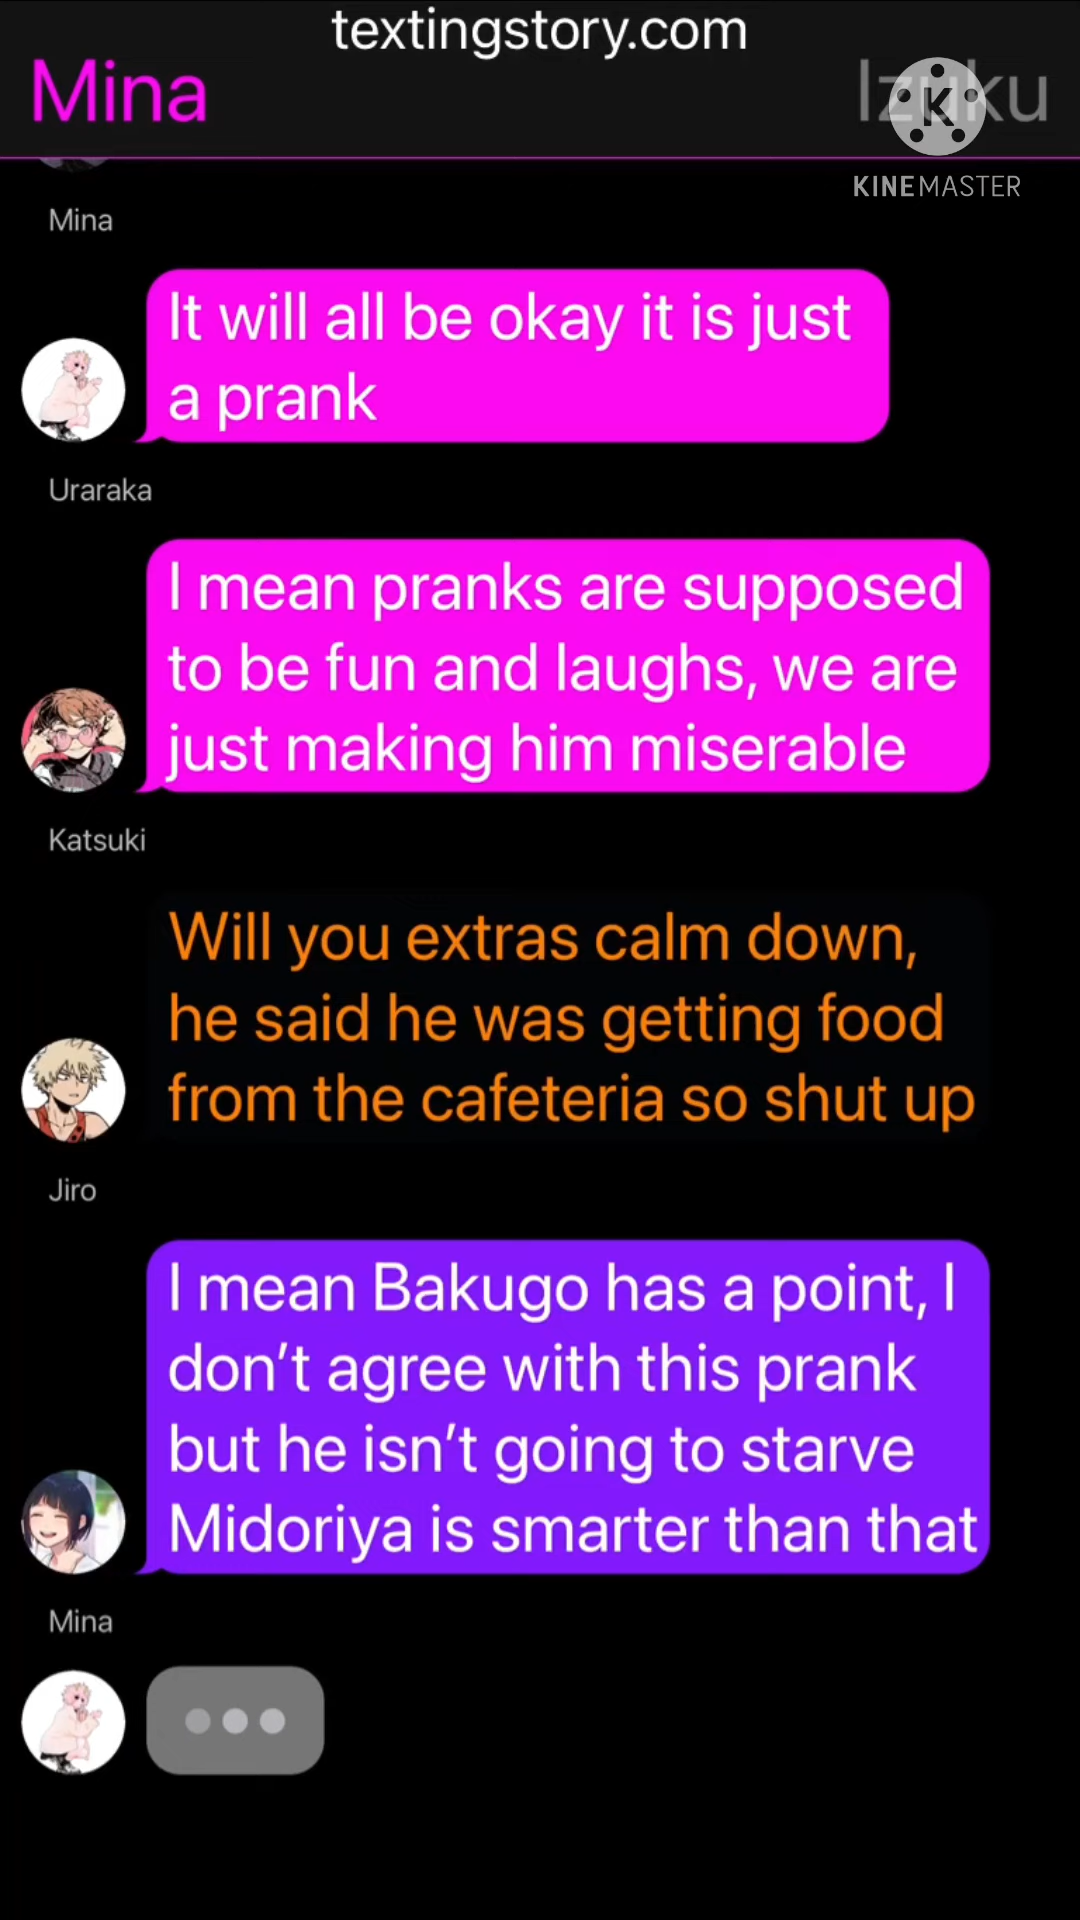 textingstory.com
Mina
Izuku
K
KINEMASTER
Mina
It will all be okay it is just
a prank
Uraraka
I mean pranks are supposed
to be fun and laughs, we are
just making him miserable
Katsuki
Will you extras calm down,
he said he was getting food
from the cafeteria so shut up
Jiro
I mean Bakugo has a point, I
don’t agree with this prank
but he isn’t going to starve
Midoriya is smarter than that
Mina